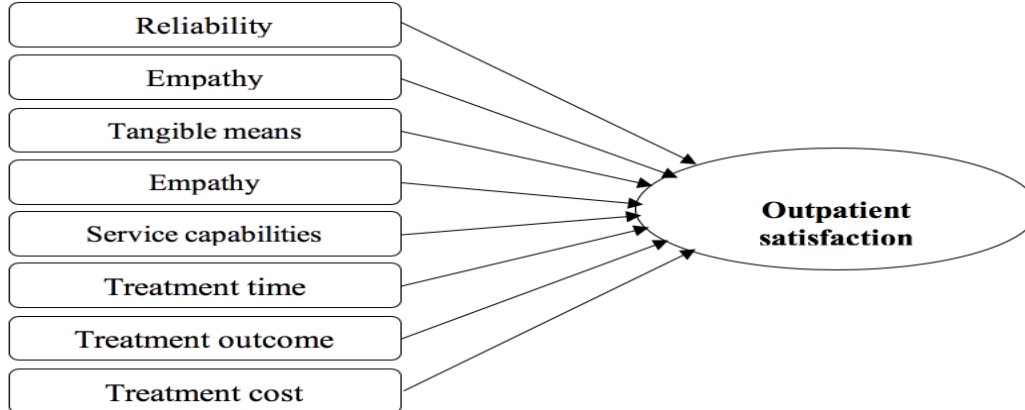 Reliability
Empathy
Tangible means
Empathy
Service capabilities
Treatment time
Treatment outcome
Treatment cost
Outpatient
satisfaction